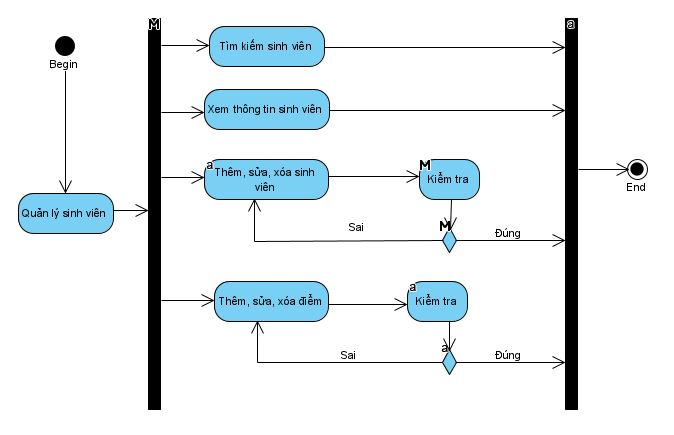 M
a
Begin
Tìm kiếm sinh viên
Xem thông tin sinh viên
a
Thêm, sửa, xóa sinh
viên
M
Kiểm tra
End
Quản lý sinh viên
Sai
M
Đúng
Thêm, sửa, xóa điểm
a
Kiểm tra
Sai
a
Đúng